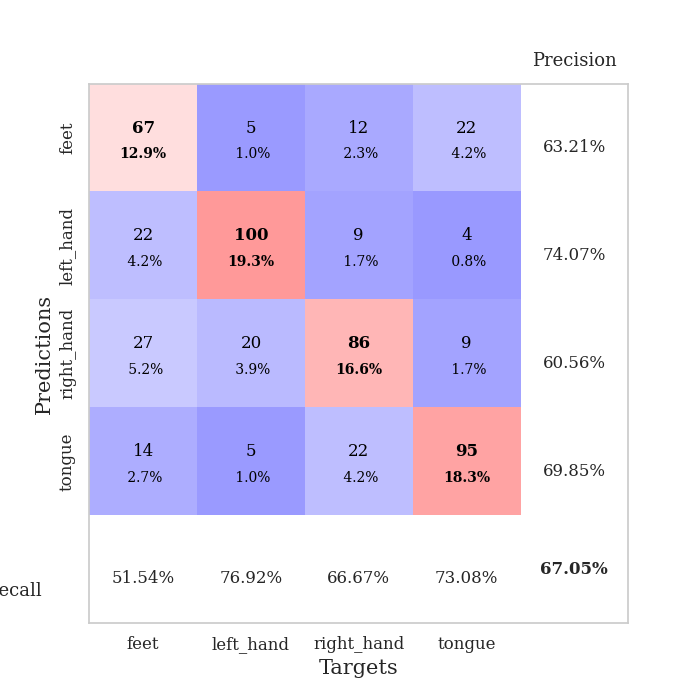 Precision
feet 67 5 12 22 63.21%
12.9% 1.0% 2.3% 4.2%
left_hand 22 100 9 4 74.07%
4.2% 19.3% 1.7% 0.8%
Predictions
right_hand 27 20 86 9 60.56%
5.2% 3.9% 16.6% 1.7%
tongue 14 5 22 95 69.85%
2.7% 1.0% 4.2% 18.3%
ecall 51.54% 76.92% 66.67% 73.08% 67.05%
feet left_hand right_hand tongue
Targets